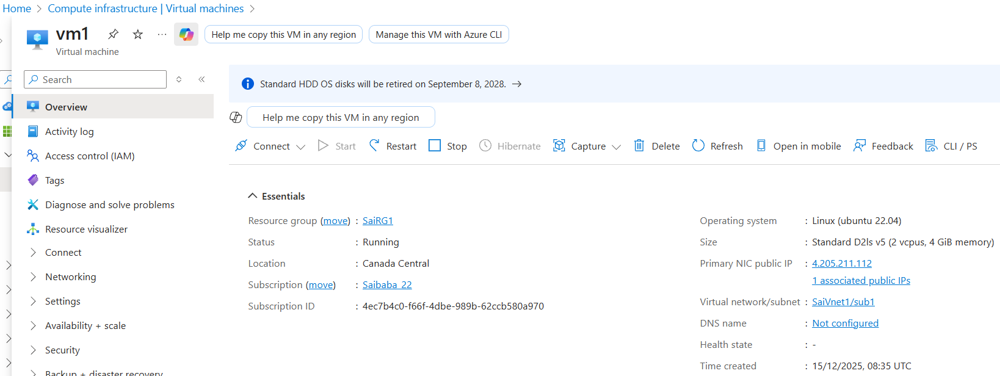 Home > Compute infrastructure | Virtual machines >
vm1
Virtual machine
Help me copy this VM in any region
Manage this VM with Azure CLI
Search
Overview
Activity log
Access control (IAM)
Tags
Diagnose and solve problems
Resource visualizer
Connect
Networking
Settings
Availability + scale
Security
Backup + disaster recovery
Standard HDD OS disks will be retired on September 8, 2028. →
Help me copy this VM in any region
Connect Start Restart Stop Hibernate Capture Delete Refresh Open in mobile Feedback CLI / PS
Essentials
Resource group (move) : SaiRG1
Status : Running
Location : Canada Central
Subscription (move) : Saibaba_22
Subscription ID : 4ec7b4c0-f66f-4dbe-989b-62ccb580a970
Operating system : Linux (ubuntu 22.04)
Size : Standard D2ls v5 (2 vcpus, 4 GiB memory)
Primary NIC public IP : 4.205.211.112
1 associated public IPs
Virtual network/subnet : SaiVnet1/sub1
DNS name : Not configured
Health state : -
Time created : 15/12/2025, 08:35 UTC